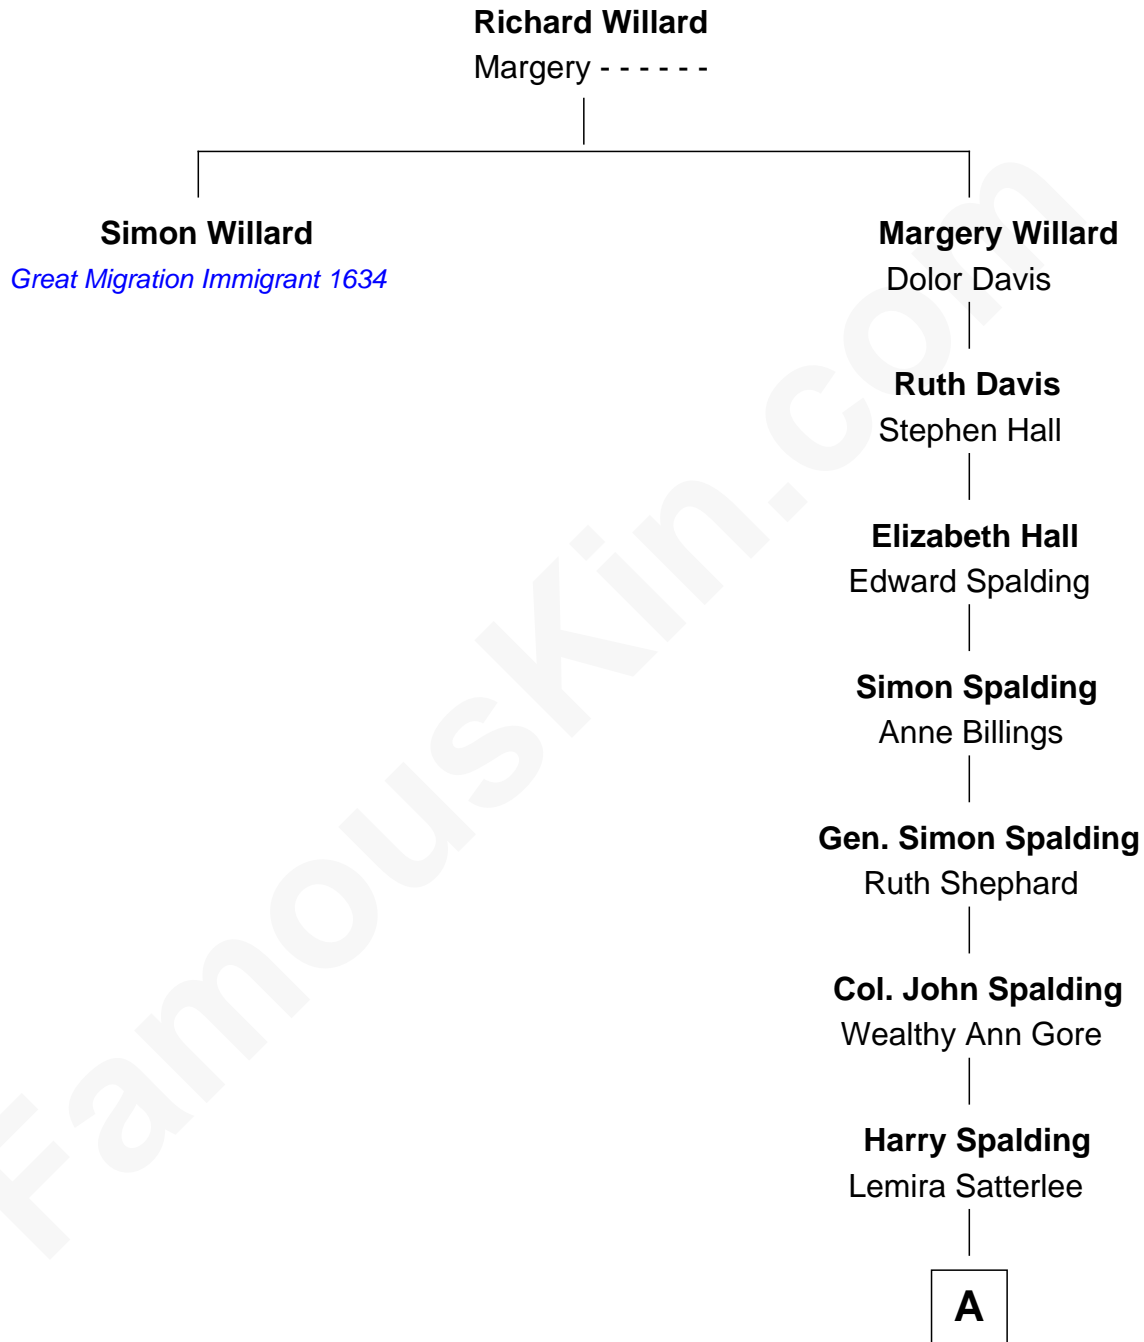 Richard Willard
Margery - - - - - -
Simon Willard
Great Migration Immigrant 1634
Margery Willard
Dolor Davis
Ruth Davis
Stephen Hall
Elizabeth Hall
Edward Spalding
Simon Spalding
Anne Billings
Gen. Simon Spalding
Ruth Shephard
Col. John Spalding
Wealthy Ann Gore
Harry Spalding
Lemira Satterlee
A
FamousKin.com